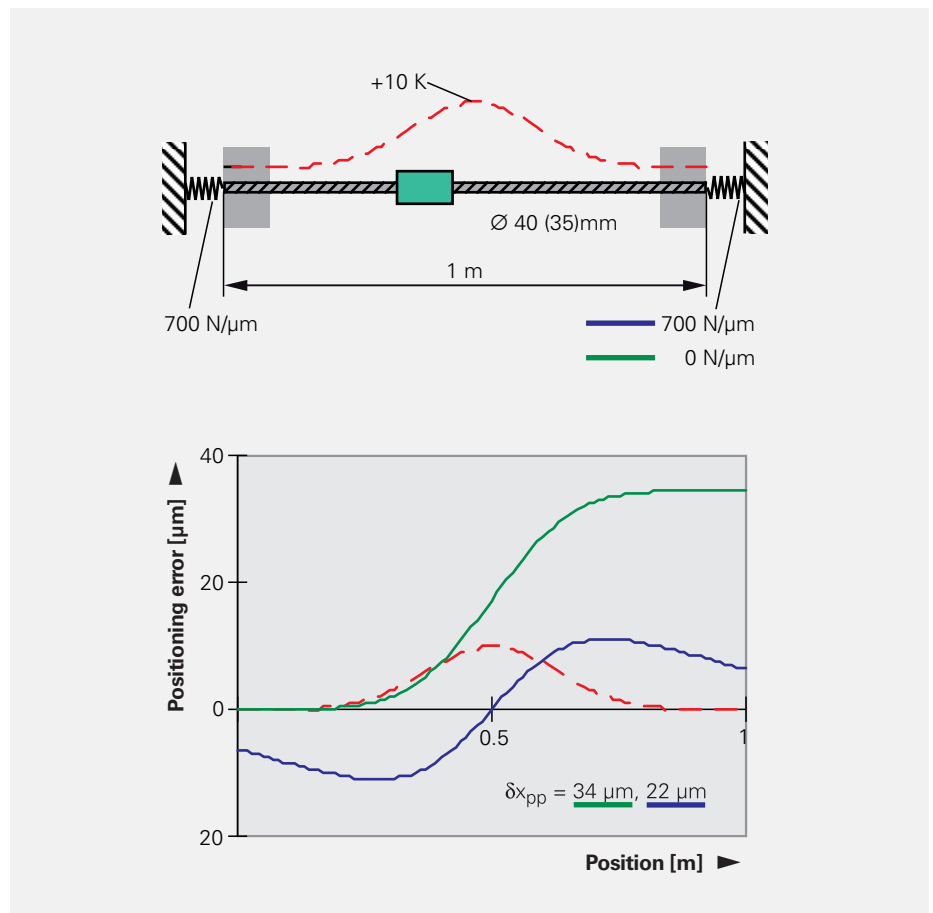 +10 K
Ø 40 (35)mm
1 m
700 N/µm
700 N/µm
0 N/µm
Positioning error [µm]
40
20
0
20
0.5
1
δxpp = 34 µm, 22 µm
Position [m]